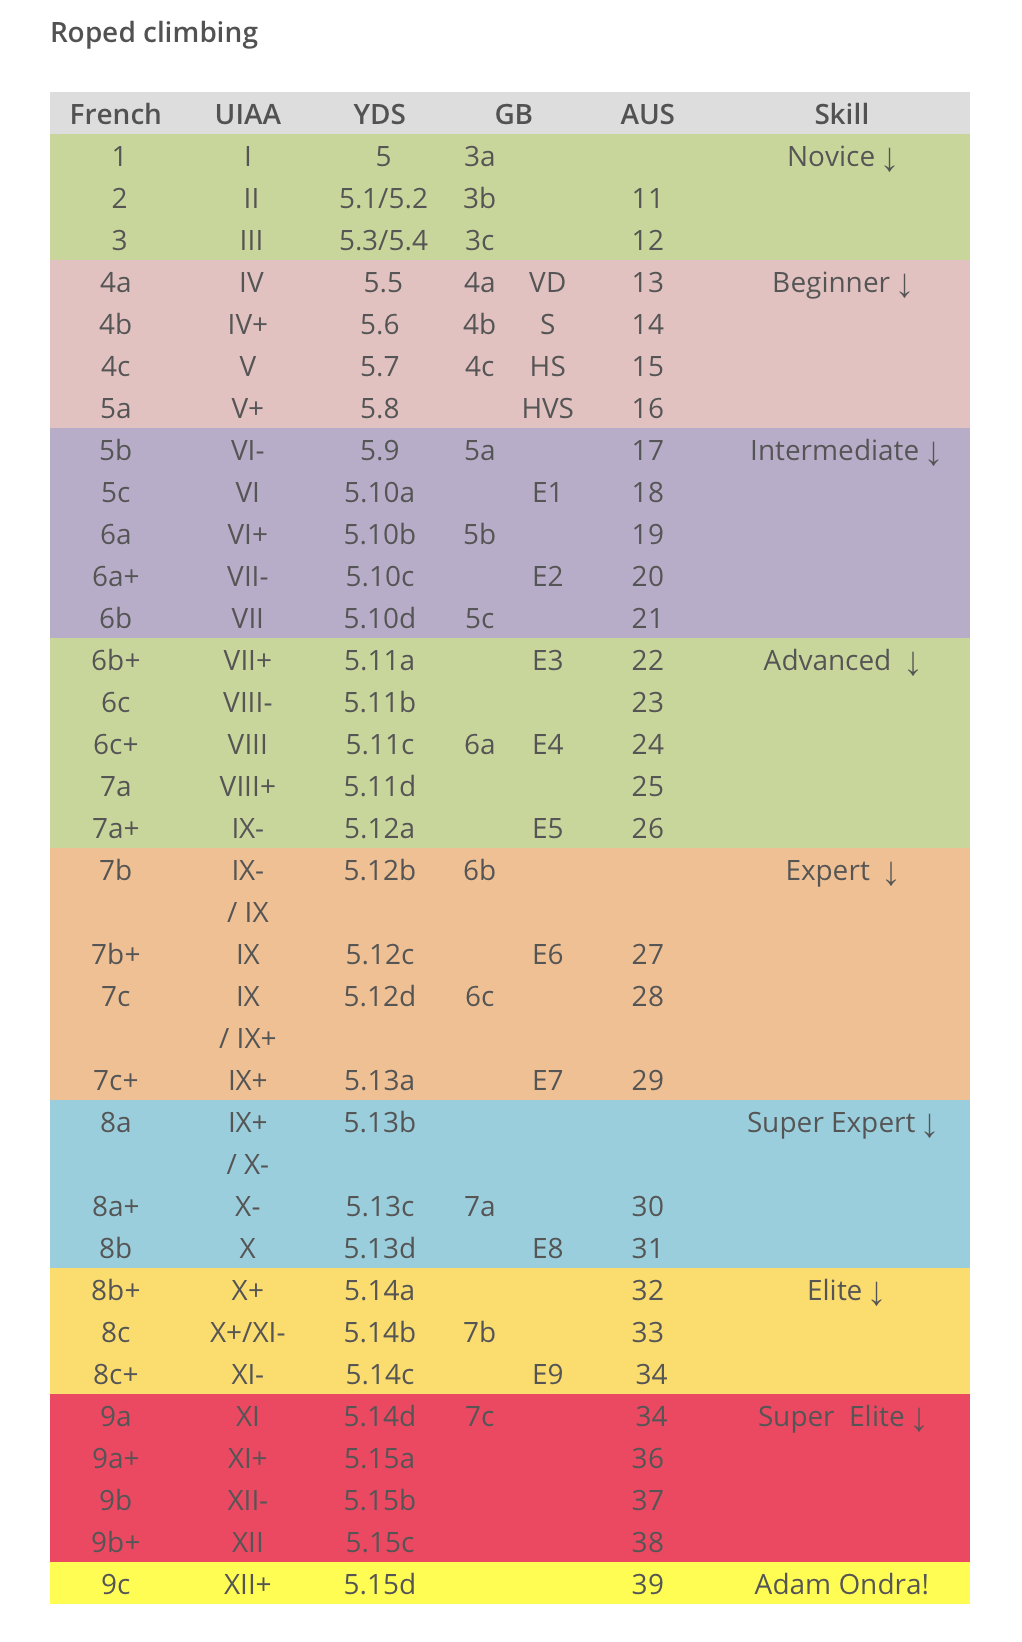 Roped climbing
French UIAA YDS GB AUS Skill
1 I 5 3a Novice ↓
2 II 5.1/5.2 3b 11
3 III 5.3/5.4 3c 12
4a IV 5.5 4a VD 13 Beginner ↓
4b IV+ 5.6 4b S 14
4c V 5.7 4c HS 15
5a V+ 5.8 HVS 16
5b VI- 5.9 5a 17 Intermediate ↓
5c VI 5.10a E1 18
6a VI+ 5.10b 5b 19
6a+ VII- 5.10c E2 20
6b VII 5.10d 5c 21
6b+ VII+ 5.11a E3 22 Advanced ↓
6c VIII- 5.11b 23
6c+ VIII 5.11c 6a E4 24
7a VIII+ 5.11d 25
7a+ IX- 5.12a E5 26
7b IX- 5.12b 6b Expert ↓
/ IX
7b+ IX 5.12c E6 27
7c IX 5.12d 6c 28
/ IX+
7c+ IX+ 5.13a E7 29
8a IX+ 5.13b Super Expert ↓
/ X-
8a+ X- 5.13c 7a 30
8b X 5.13d E8 31
8b+ X+ 5.14a 32 Elite ↓
8c X+/XI- 5.14b 7b 33
8c+ XI- 5.14c E9 34
9a XI 5.14d 7c 34 Super Elite ↓
9a+ XI+ 5.15a 36
9b XII- 5.15b 37
9b+ XII 5.15c 38
9c XII+ 5.15d 39 Adam Ondra!